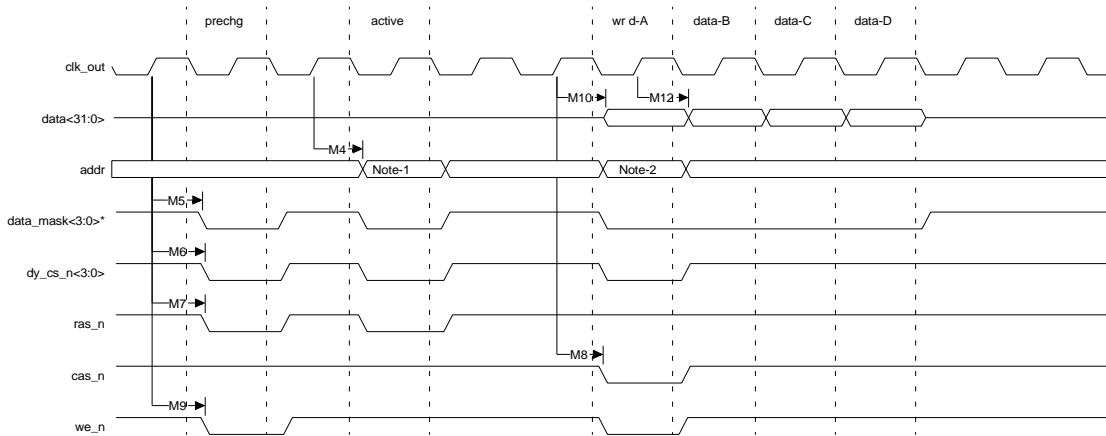 prechg active wr d-A data-B data-C data-D
clk_out
M10 M12
data<31:0>
M4
addr Note-1 Note-2
M5
data_mask<3:0>*
M6
dy_cs_n<3:0>
M7
ras_n
M8
cas_n
M9
we_n